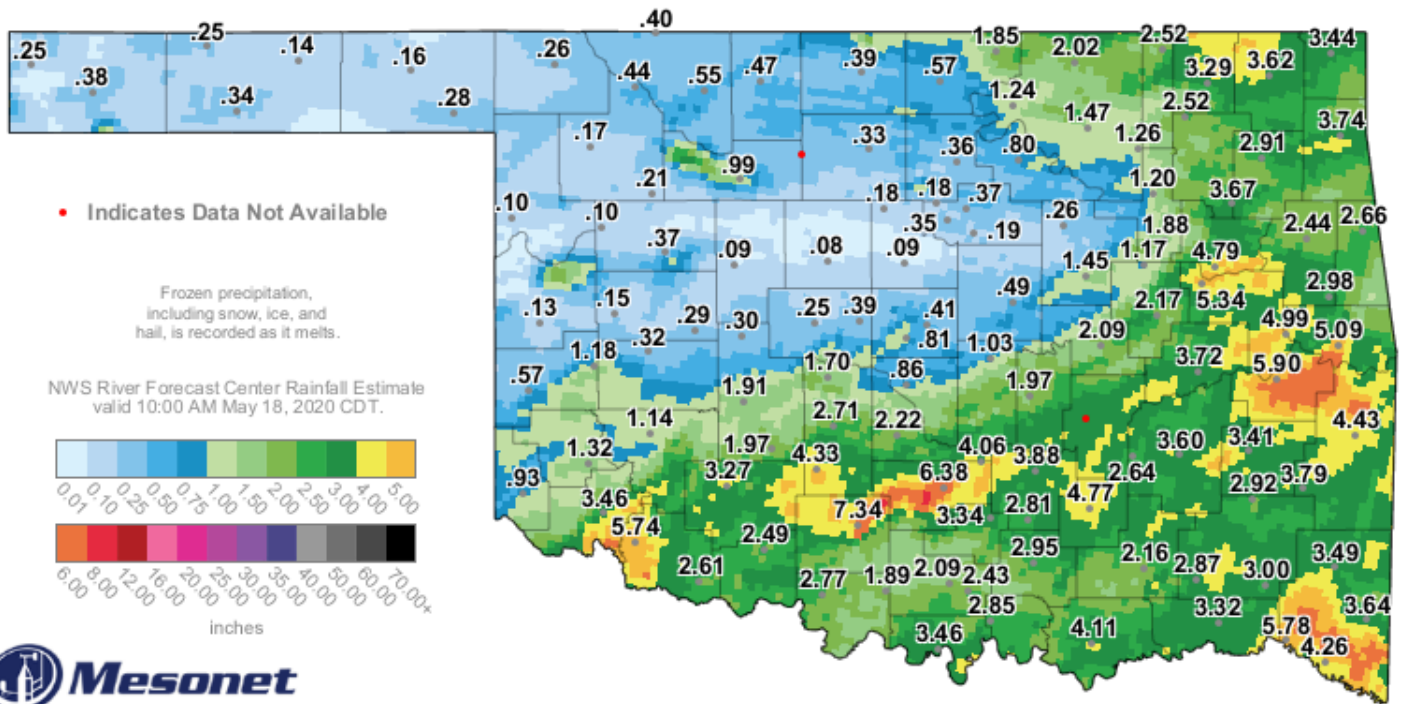 .40
.25 .25 .14 .16 .26 .44 .55 .47 .39 .57 1.85 2.02 2.52 3.29 3.62 3.44
.38 .34 .28 1.24 1.47 2.52
.17 .33 .36 .80 1.26 2.91 3.74
.21 .99 .18 .18 .37 1.20 3.67
• Indicates Data Not Available
.10 .10 .37 .09 .08 .09 .35 .19 .26 1.88 2.44 2.66
1.45 1.17 4.79
Frozen precipitation,
including snow, ice, and
hail, is recorded as it melts.
.13 .15 .29 .30 .25 .39 .41 .49 2.17 5.34 2.98
.32 .81 1.03 2.09 4.99 5.09
1.18 1.70 .86 3.72 5.90
NWS River Forecast Center Rainfall Estimate
valid 10:00 AM May 18, 2020 CDT.
.57 1.91 1.97
1.14 2.71 2.22 4.43
1.32 1.97 4.33 4.06 3.88 3.60 3.41
.93 3.27 6.38 2.64 2.92 3.79
0.01 0.10 0.25 0.50 0.75 1.00 1.50 2.00 2.50 3.00 4.00 5.00
3.46 7.34 3.34 2.81 4.77
5.74 2.49 2.95 2.16 3.49
2.61 2.77 1.89 2.09 2.43 2.87 3.00
6.00 8.00 12.00 16.00 20.00 25.00 30.00 35.00 40.00 50.00 60.00 70.00+
2.85 3.32 3.64
inches
3.46 4.11 5.78
4.26
Mesonet